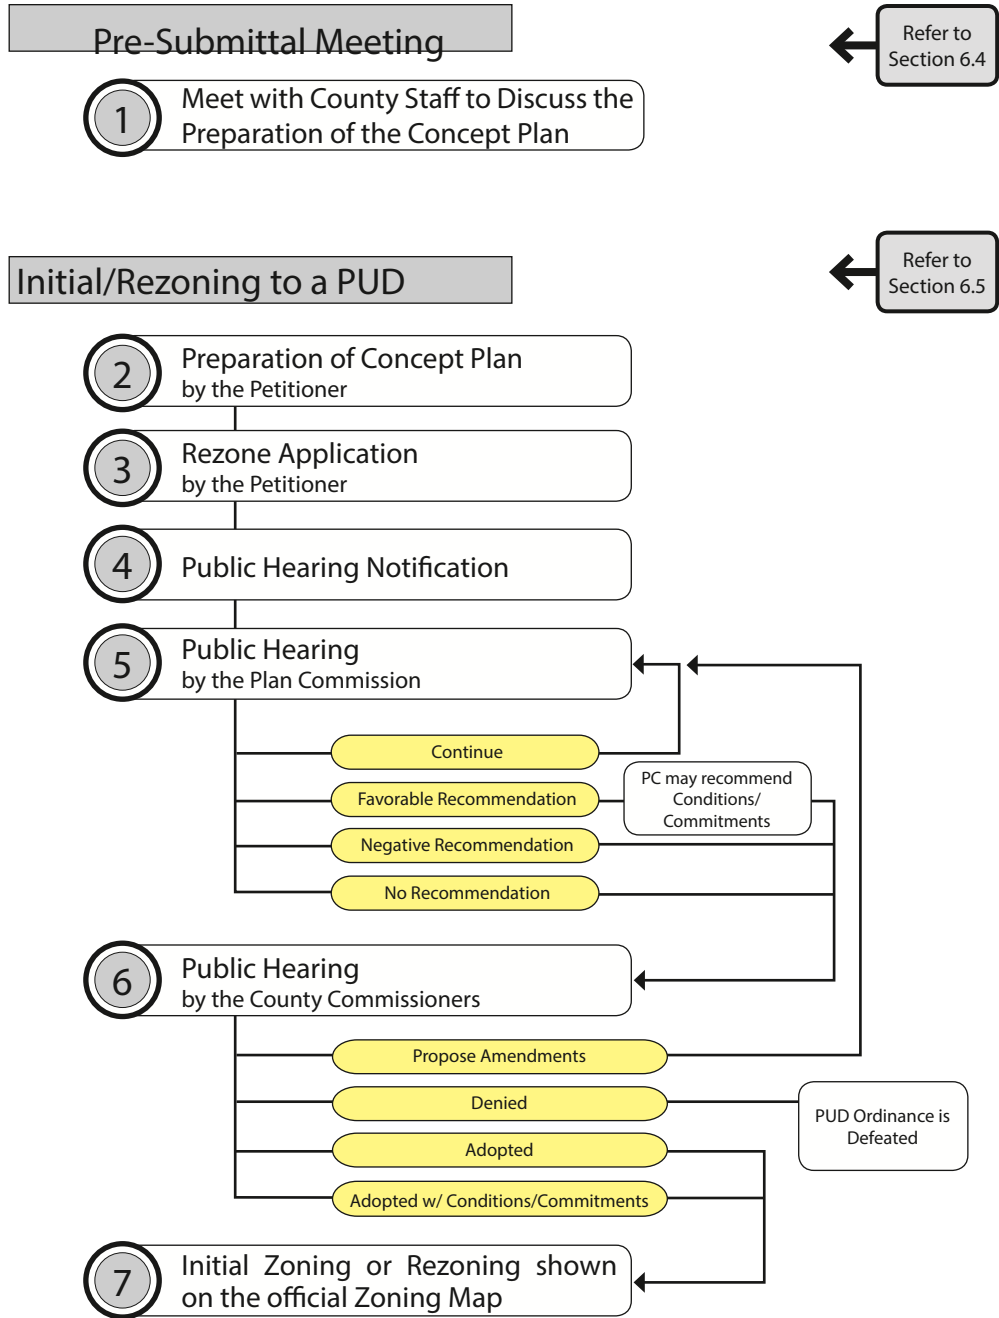 Pre-Submittal Meeting
Refer to
Section 6.4
1
Meet with County Staff to Discuss the
Preparation of the Concept Plan
Initial/Rezoning to a PUD
Refer to
Section 6.5
2
Preparation of Concept Plan
by the Petitioner
3
Rezone Application
by the Petitioner
4
Public Hearing Notification
5
Public Hearing
by the Plan Commission
Continue
Favorable Recommendation
PC may recommend
Conditions/
Commitments
Negative Recommendation
No Recommendation
6
Public Hearing
by the County Commissioners
Propose Amendments
Denied
PUD Ordinance is
Defeated
Adopted
Adopted w/ Conditions/Commitments
7
Initial Zoning or Rezoning shown
on the official Zoning Map